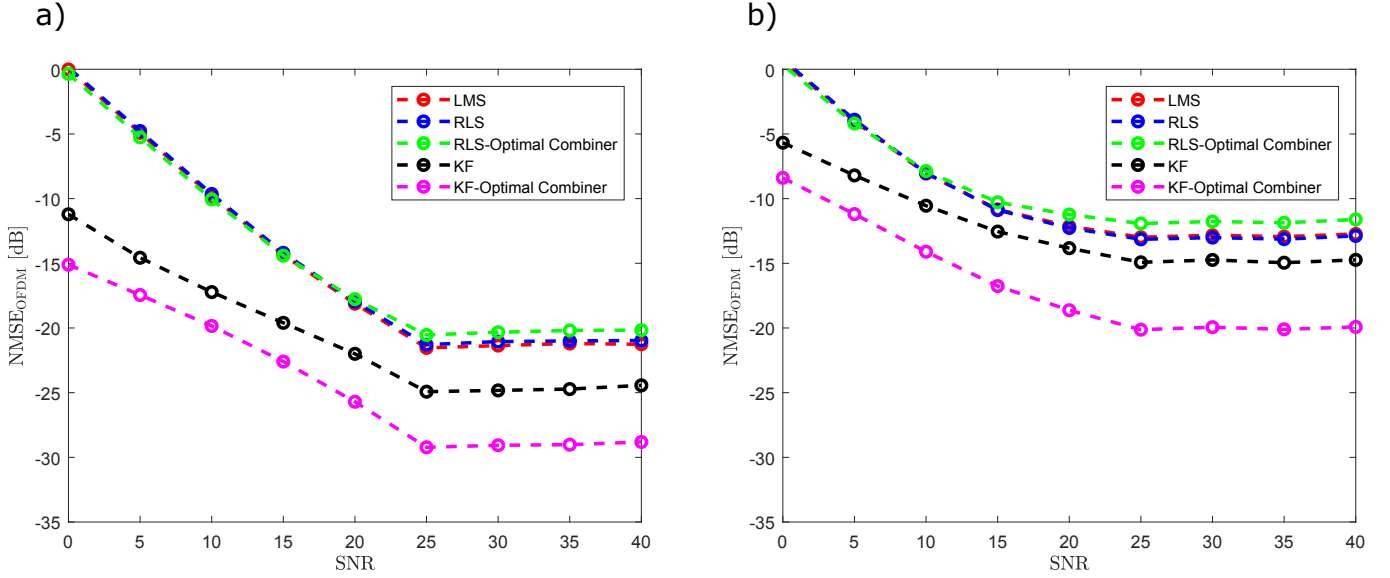 a)
0
-5
-10
-15
-20
-25
-30
-35
NMSE_OFDM [dB]
LMS
RLS
RLS-Optimal Combiner
KF
KF-Optimal Combiner
0 5 10 15 20 25 30 35 40
SNR
b)
0
-5
-10
-15
-20
-25
-30
-35
NMSE_OFDM [dB]
LMS
RLS
RLS-Optimal Combiner
KF
KF-Optimal Combiner
0 5 10 15 20 25 30 35 40
SNR